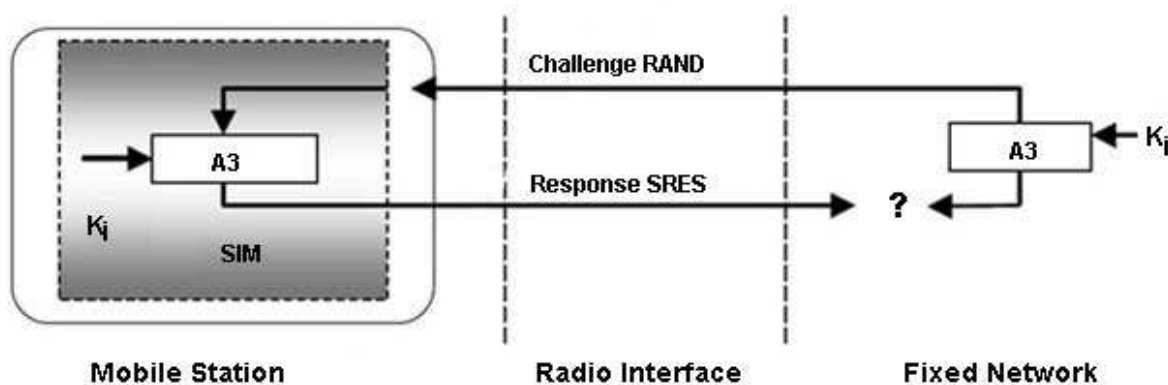 Challenge RAND
A3
A3
Ki
Response SRES
?
Ki
SIM
Mobile Station
Radio Interface
Fixed Network